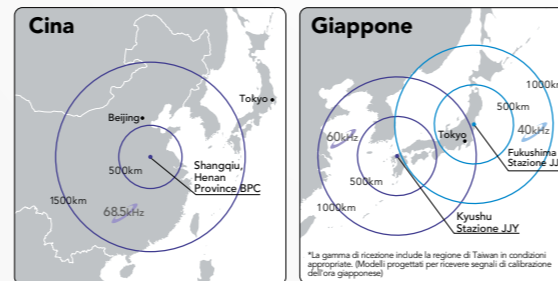 Cina
Tokyo
Beijing
500km
Shangqiu,
Henan
Province BPC
1500km
68.5kHz
Giappone
1000km
500km
60kHz
Tokyo
40kHz
Fukushima
Stazione JJ
500km
1000km
Kyushu
Stazione JJY
*La gamma di ricezione include la regione di Taiwan in condizioni
appropriate. (Modelli progettati per ricevere segnali di calibrazione
dell'ora giapponese)